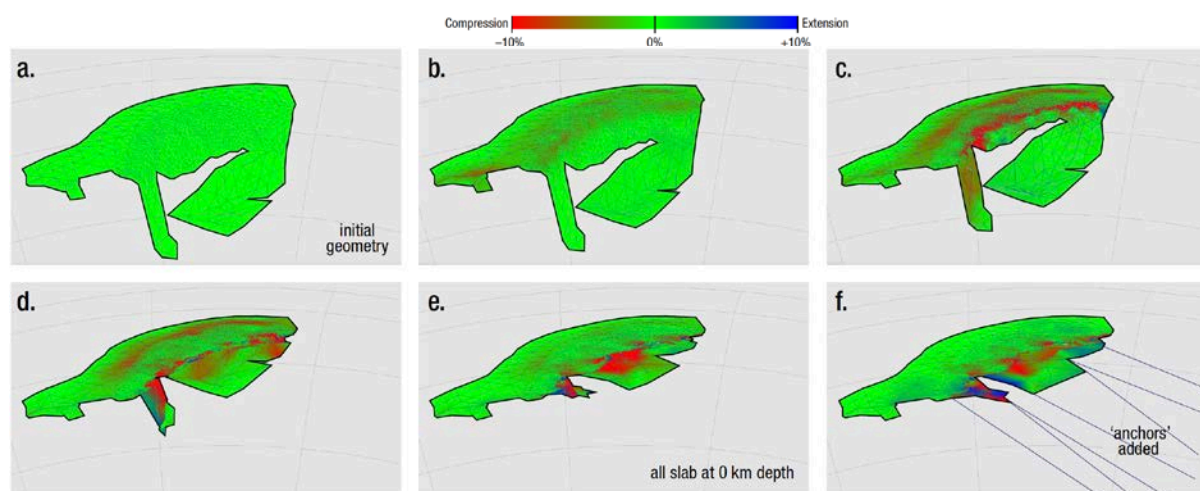 Compression
Extension
–10%
0%
+10%
a.
b.
c.
initial
geometry
d.
e.
f.
all slab at 0 km depth
‘anchors’
added